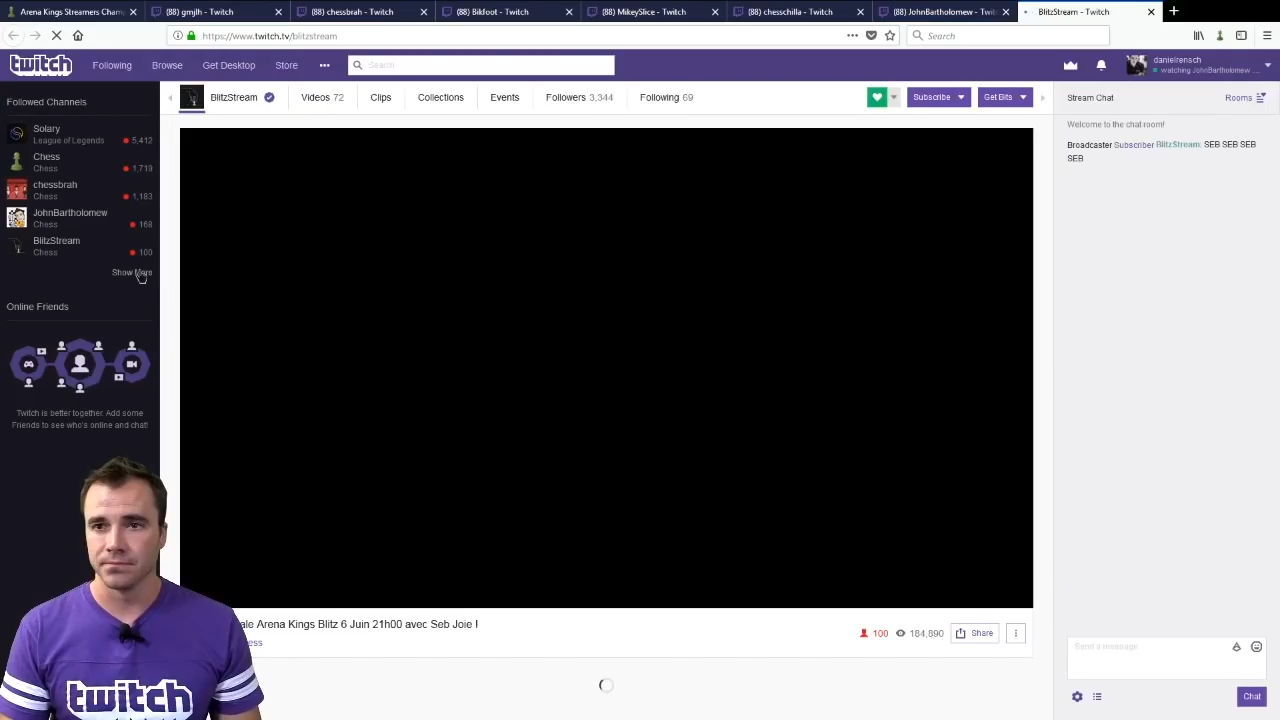 Arena Kings Streamers Cham
(88) gmjlh - Twitch
(88) chessbrah - Twitch
(88) Bikfoot - Twitch
(88) MikeySlice - Twitch
(88) chesschilla - Twitch
(88) JohnBartholomew - Twit
BlitzStream - Twitch
https://www.twitch.tv/blitzstream
Search
twitch
Following
Browse
Get Desktop
Store
Search
danielrensch
watching JohnBartholomew ...
Followed Channels
Solary
League of Legends 5,412
Chess
Chess 1,719
chessbrah
Chess 1,183
JohnBartholomew
Chess 168
BlitzStream
Chess 100
Show More
Online Friends
Twitch is better together. Add some
Friends to see who's online and chat!
BlitzStream
Videos 72
Clips
Collections
Events
Followers 3,344
Following 69
Subscribe
Get Bits
Stream Chat
Rooms
Welcome to the chat room!
Broadcaster Subscriber BlitzStream: SEB SEB SEB
SEB
ale Arena Kings Blitz 6 Juin 21h00 avec Seb Joie !
ess
100
184,890
Share
Send a message
Chat
twitch